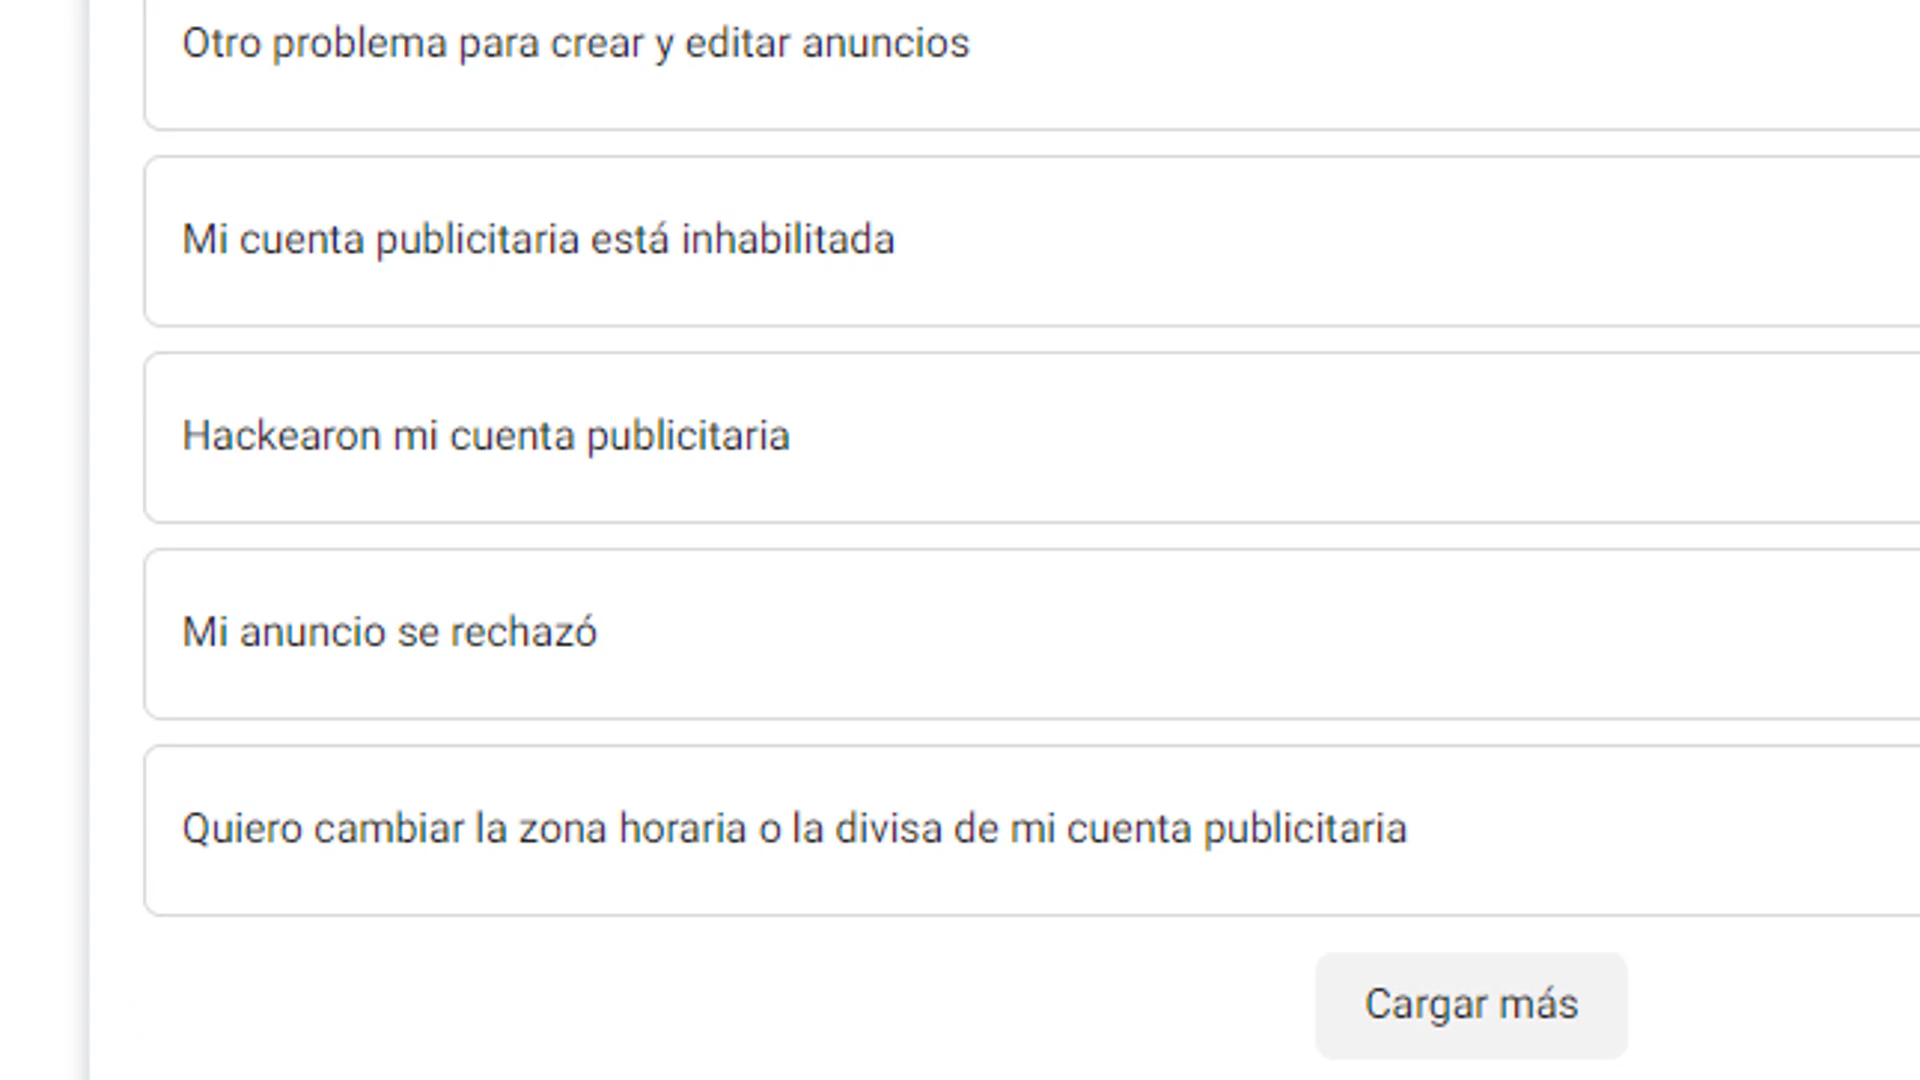 Otro problema para crear y editar anuncios
Mi cuenta publicitaria está inhabilitada
Hackearon mi cuenta publicitaria
Mi anuncio se rechazó
Quiero cambiar la zona horaria o la divisa de mi cuenta publicitaria
Cargar más